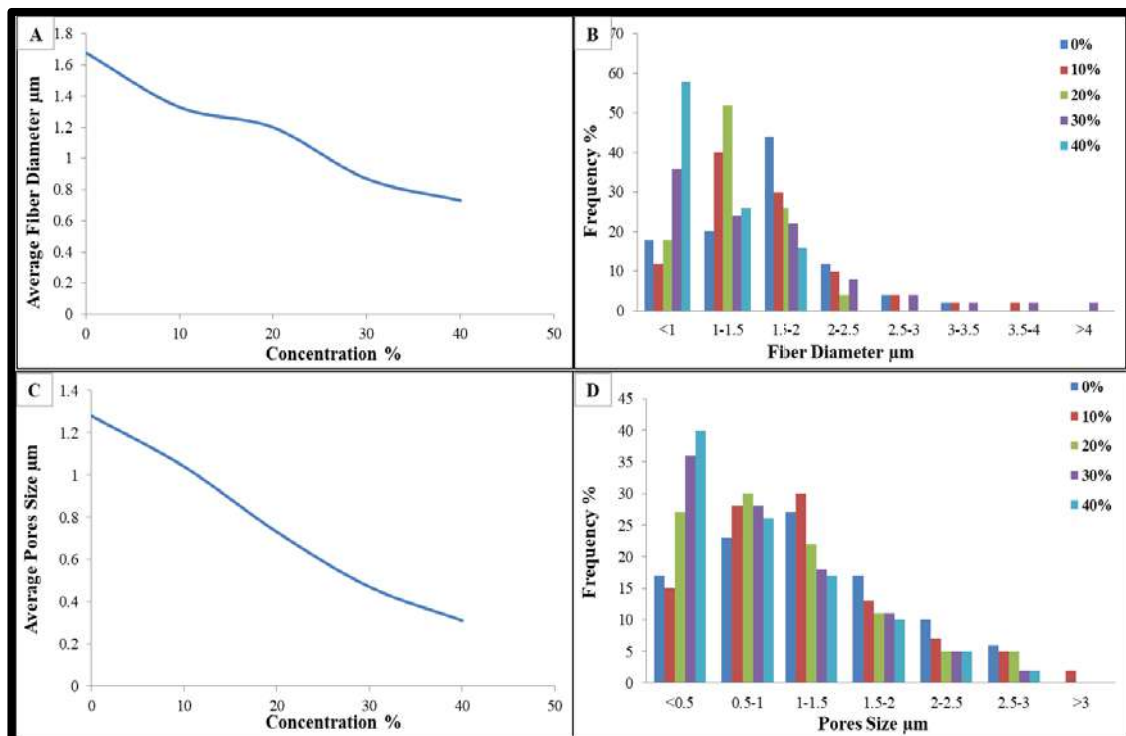 A
Average Fiber Diameter µm
1.8
1.6
1.4
1.2
1
0.8
0.6
0.4
0.2
0
0 10 20 30 40 50
Concentration %
B
Frequency %
70
60
50
40
30
20
10
0
0%
10%
20%
30%
40%
<1 1-1.5 1.5-2 2-2.5 2.5-3 3-3.5 3.5-4 >4
Fiber Diameter µm
C
Average Pores Size µm
1.4
1.2
1
0.8
0.6
0.4
0.2
0
0 10 20 30 40 50
Concentration %
D
Frequency %
45
40
35
30
25
20
15
10
5
0
0%
10%
20%
30%
40%
<0.5 0.5-1 1-1.5 1.5-2 2-2.5 2.5-3 >3
Pores Size µm